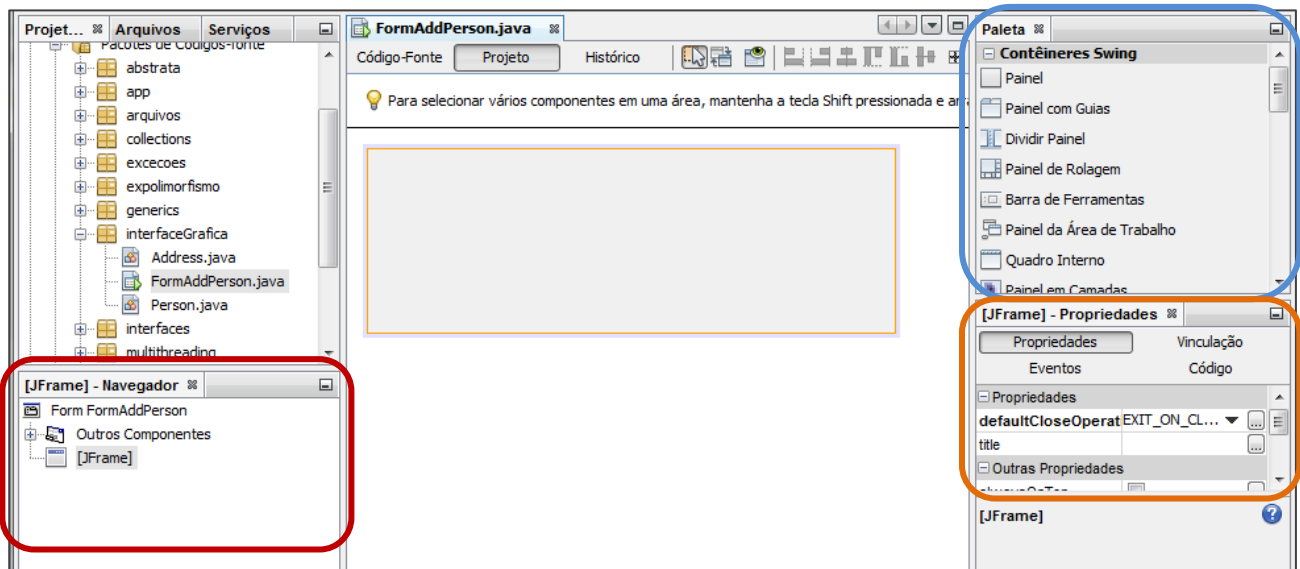 Projet... Arquivos Serviços
Pacotes de Códigos-fonte
abstrata
app
arquivos
collections
excecoes
expolimorfismo
generics
interfaceGrafica
Address.java
FormAddPerson.java
Person.java
interfaces
multithreading
[JFrame] - Navegador
Form FormAddPerson
Outros Componentes
[JFrame]
FormAddPerson.java
Código-Fonte Projeto Histórico
Para selecionar vários componentes em uma área, mantenha a tecla Shift pressionada e
Paleta
Contêineres Swing
Painel
Painel com Guias
Dividir Painel
Painel de Rolagem
Barra de Ferramentas
Painel da Área de Trabalho
Quadro Interno
Painel em Camadas
[JFrame] - Propriedades
Propriedades Vinculação
Eventos Código
Propriedades
defaultCloseOperat EXIT_ON_CL... ...
title ...
Outras Propriedades
[JFrame]